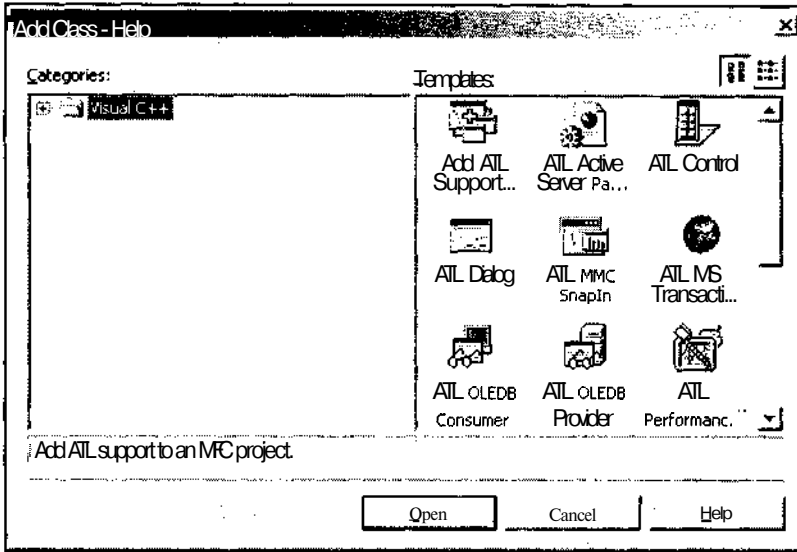 Add Class - Help
Categories:
Templates:
Visual C++
Add ATL Support...
ATL Active Server Pa...
ATL Control
ATL Dialog
ATL MMC SnapIn
ATL MS Transacti...
ATL OLEDB Consumer
ATL OLEDB Provider
ATL Performanc...
Add ATL support to an MFC project.
Open
Cancel
Help